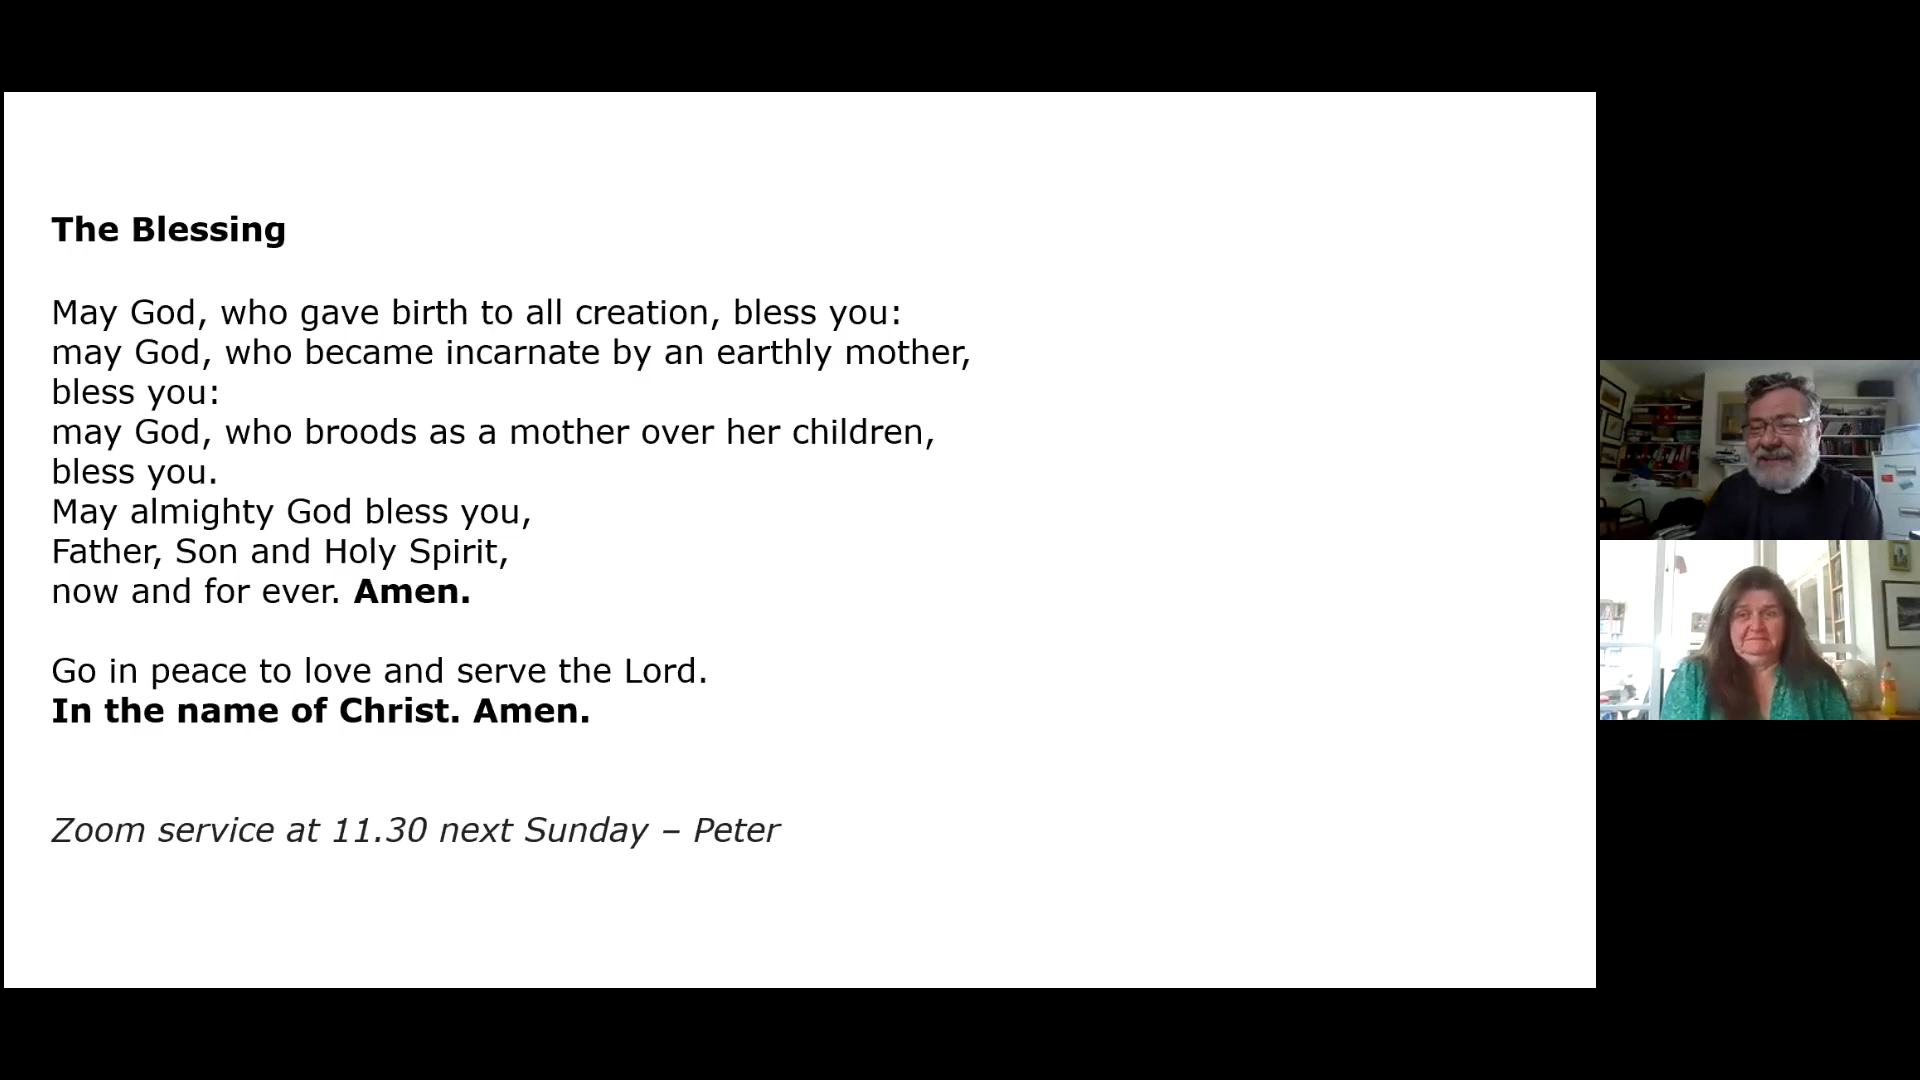 The Blessing
May God, who gave birth to all creation, bless you:
may God, who became incarnate by an earthly mother,
bless you:
may God, who broods as a mother over her children,
bless you.
May almighty God bless you,
Father, Son and Holy Spirit,
now and for ever. Amen.
Go in peace to love and serve the Lord.
In the name of Christ. Amen.
Zoom service at 11.30 next Sunday – Peter